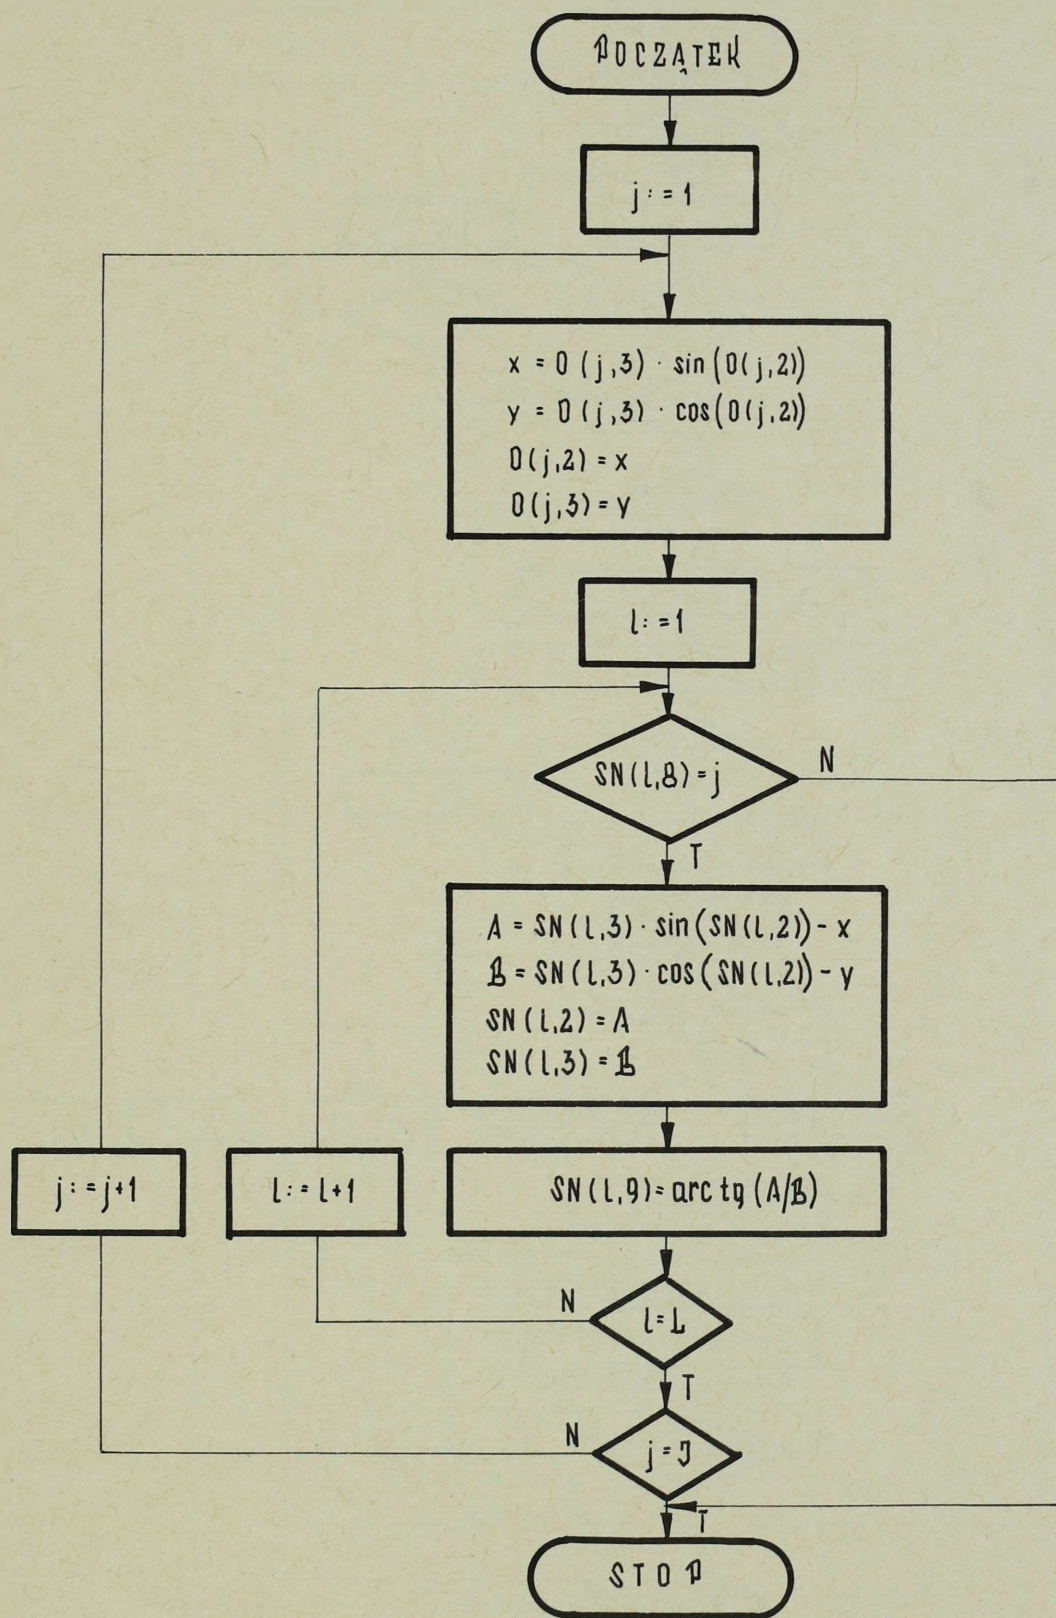 POCZĄTEK
j:=1
x = O(j,3) · sin(O(j,2))
y = O(j,3) · cos(O(j,2))
O(j,2) = x
O(j,3) = y
l:=1
SN(l,8)=j
N
T
A = SN(l,3) · sin(SN(l,2)) - x
B = SN(l,3) · cos(SN(l,2)) - y
SN(l,2) = A
SN(l,3) = B
j:=j+1
l:=l+1
SN(l,9)=arc tg (A/B)
N
l=L
T
N
j=J
T
STOP